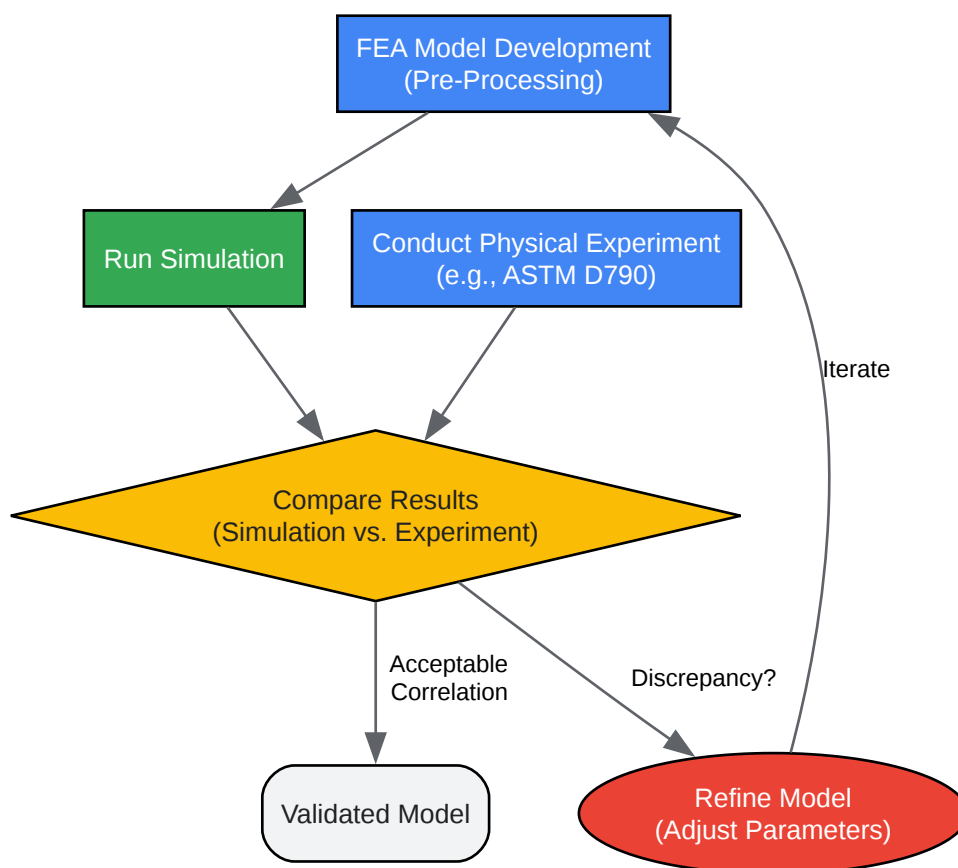 FEA Model Development
(Pre-Processing)
Run Simulation
Conduct Physical Experiment
(e.g., ASTM D790)
Iterate
Compare Results
(Simulation vs. Experiment)
Acceptable
Correlation
Discrepancy?
Validated Model
Refine Model
(Adjust Parameters)